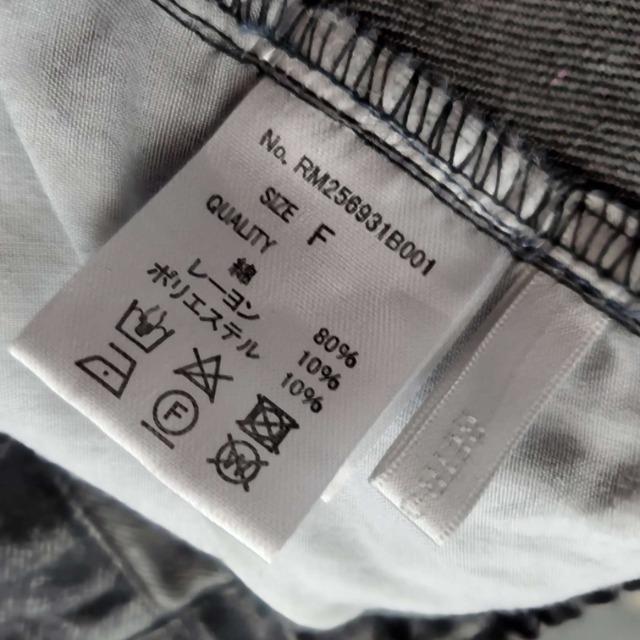 No. RM256931B001
SIZE F
QUALITY
綿 80%
レーヨン 10%
ポリエステル 10%
F
W